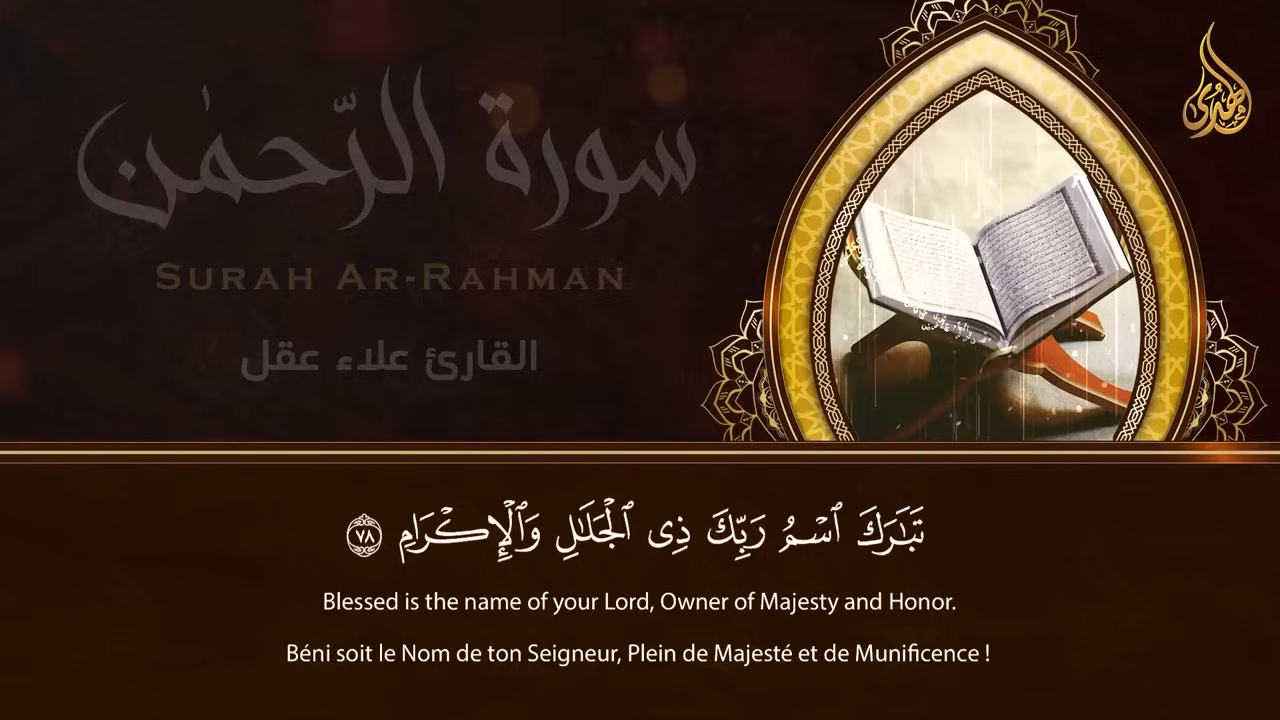 سورة الرّحمٰن
SURAH AR-RAHMAN
القارئ علاء عقل
تَبَـٰرَكَ ٱسْمُ رَبِّكَ ذِى ٱلْجَلَـٰلِ وَٱلْإِكْرَامِ ٧٨
Blessed is the name of your Lord, Owner of Majesty and Honor.
Béni soit le Nom de ton Seigneur, Plein de Majesté et de Munificence !